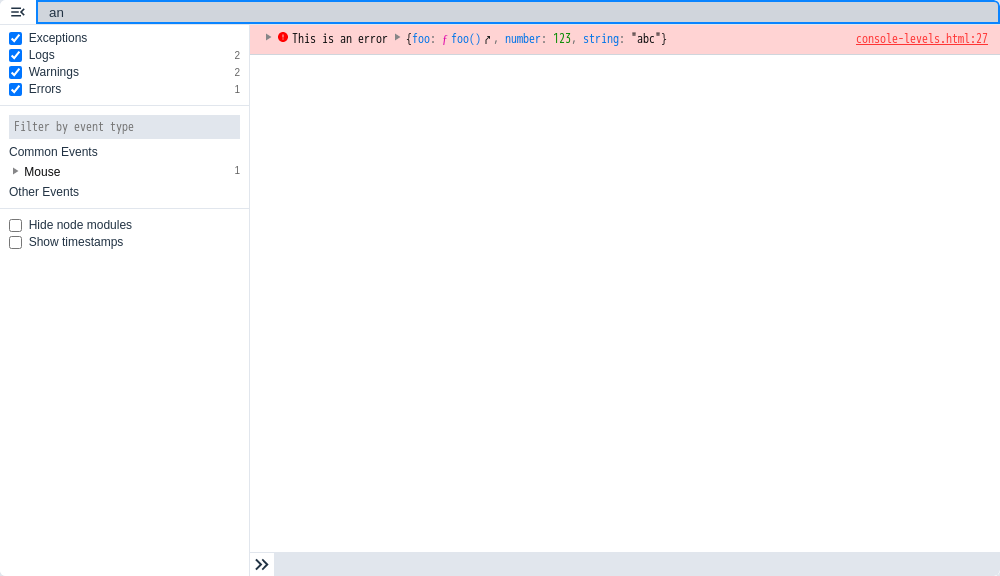 an
Exceptions
Logs 2
Warnings 2
Errors 1
Filter by event type
Common Events
Mouse 1
Other Events
Hide node modules
Show timestamps
This is an error {foo: ƒ foo(), number: 123, string: "abc"} console-levels.html:27